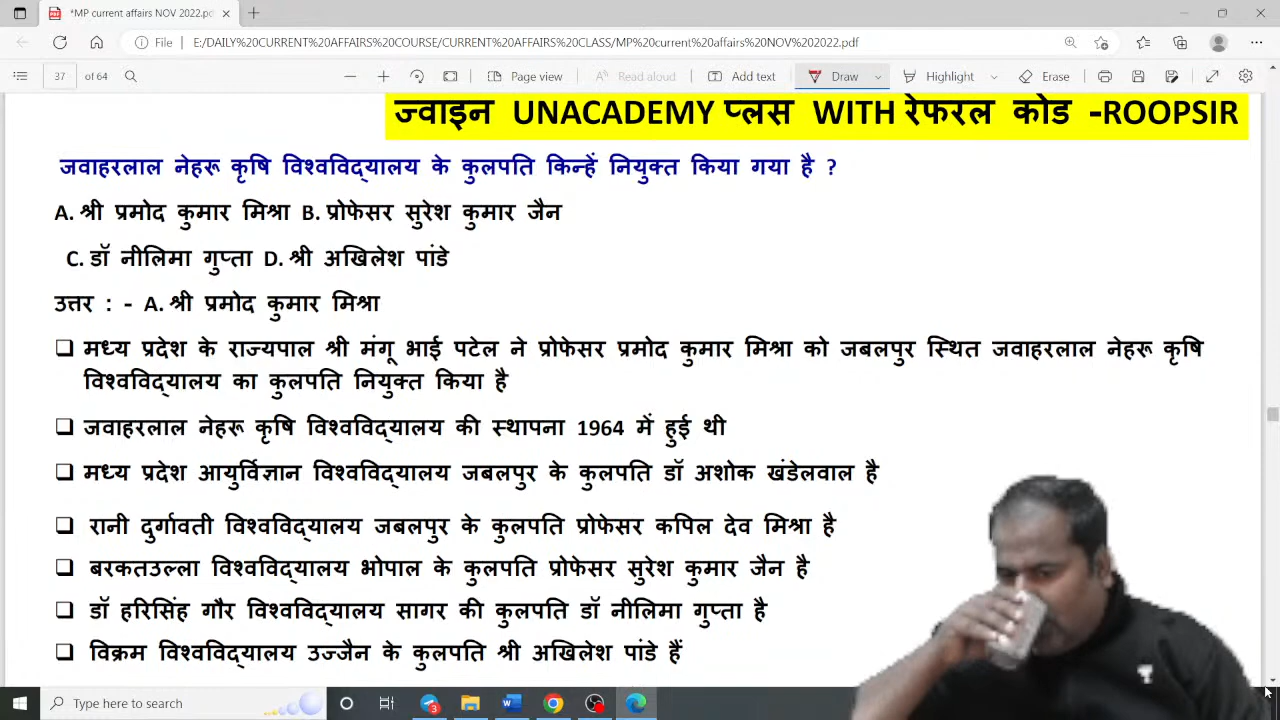 *MP current affairs NOV 2022.pd
File E:/DAILY%20CURRENT%20AFFAIRS%20COURSE/CURRENT%20AFFAIRS%20CLASS/MP%20current%20affairs%20NOV%202022.pdf
37 of 64 Page view Read aloud Add text Draw Highlight Erase
ज्वाइन UNACADEMY प्लस WITH रेफरल कोड -ROOPSIR
जवाहरलाल नेहरू कृषि विश्वविद्यालय के कुलपति किन्हें नियुक्त किया गया है ?
A. श्री प्रमोद कुमार मिश्रा B. प्रोफेसर सुरेश कुमार जैन
C. डॉ नीलिमा गुप्ता D. श्री अखिलेश पांडे
उत्तर : - A. श्री प्रमोद कुमार मिश्रा
मध्य प्रदेश के राज्यपाल श्री मंगू भाई पटेल ने प्रोफेसर प्रमोद कुमार मिश्रा को जबलपुर स्थित जवाहरलाल नेहरू कृषि
विश्वविद्यालय का कुलपति नियुक्त किया है
जवाहरलाल नेहरू कृषि विश्वविद्यालय की स्थापना 1964 में हुई थी
मध्य प्रदेश आयुर्विज्ञान विश्वविद्यालय जबलपुर के कुलपति डॉ अशोक खंडेलवाल है
रानी दुर्गावती विश्वविद्यालय जबलपुर के कुलपति प्रोफेसर कपिल देव मिश्रा है
बरकतउल्ला विश्वविद्यालय भोपाल के कुलपति प्रोफेसर सुरेश कुमार जैन है
डॉ हरिसिंह गौर विश्वविद्यालय सागर की कुलपति डॉ नीलिमा गुप्ता है
विक्रम विश्वविद्यालय उज्जैन के कुलपति श्री अखिलेश पांडे हैं
Type here to search
3